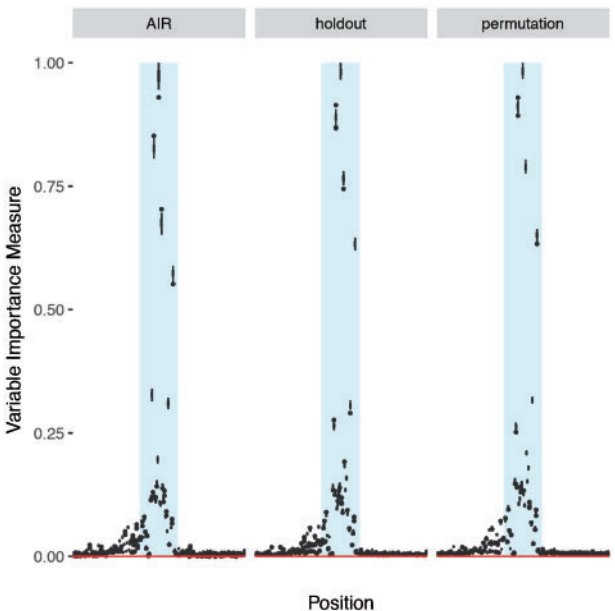 AIR holdout permutation
Variable Importance Measure
1.00
0.75
0.50
0.25
0.00
Position